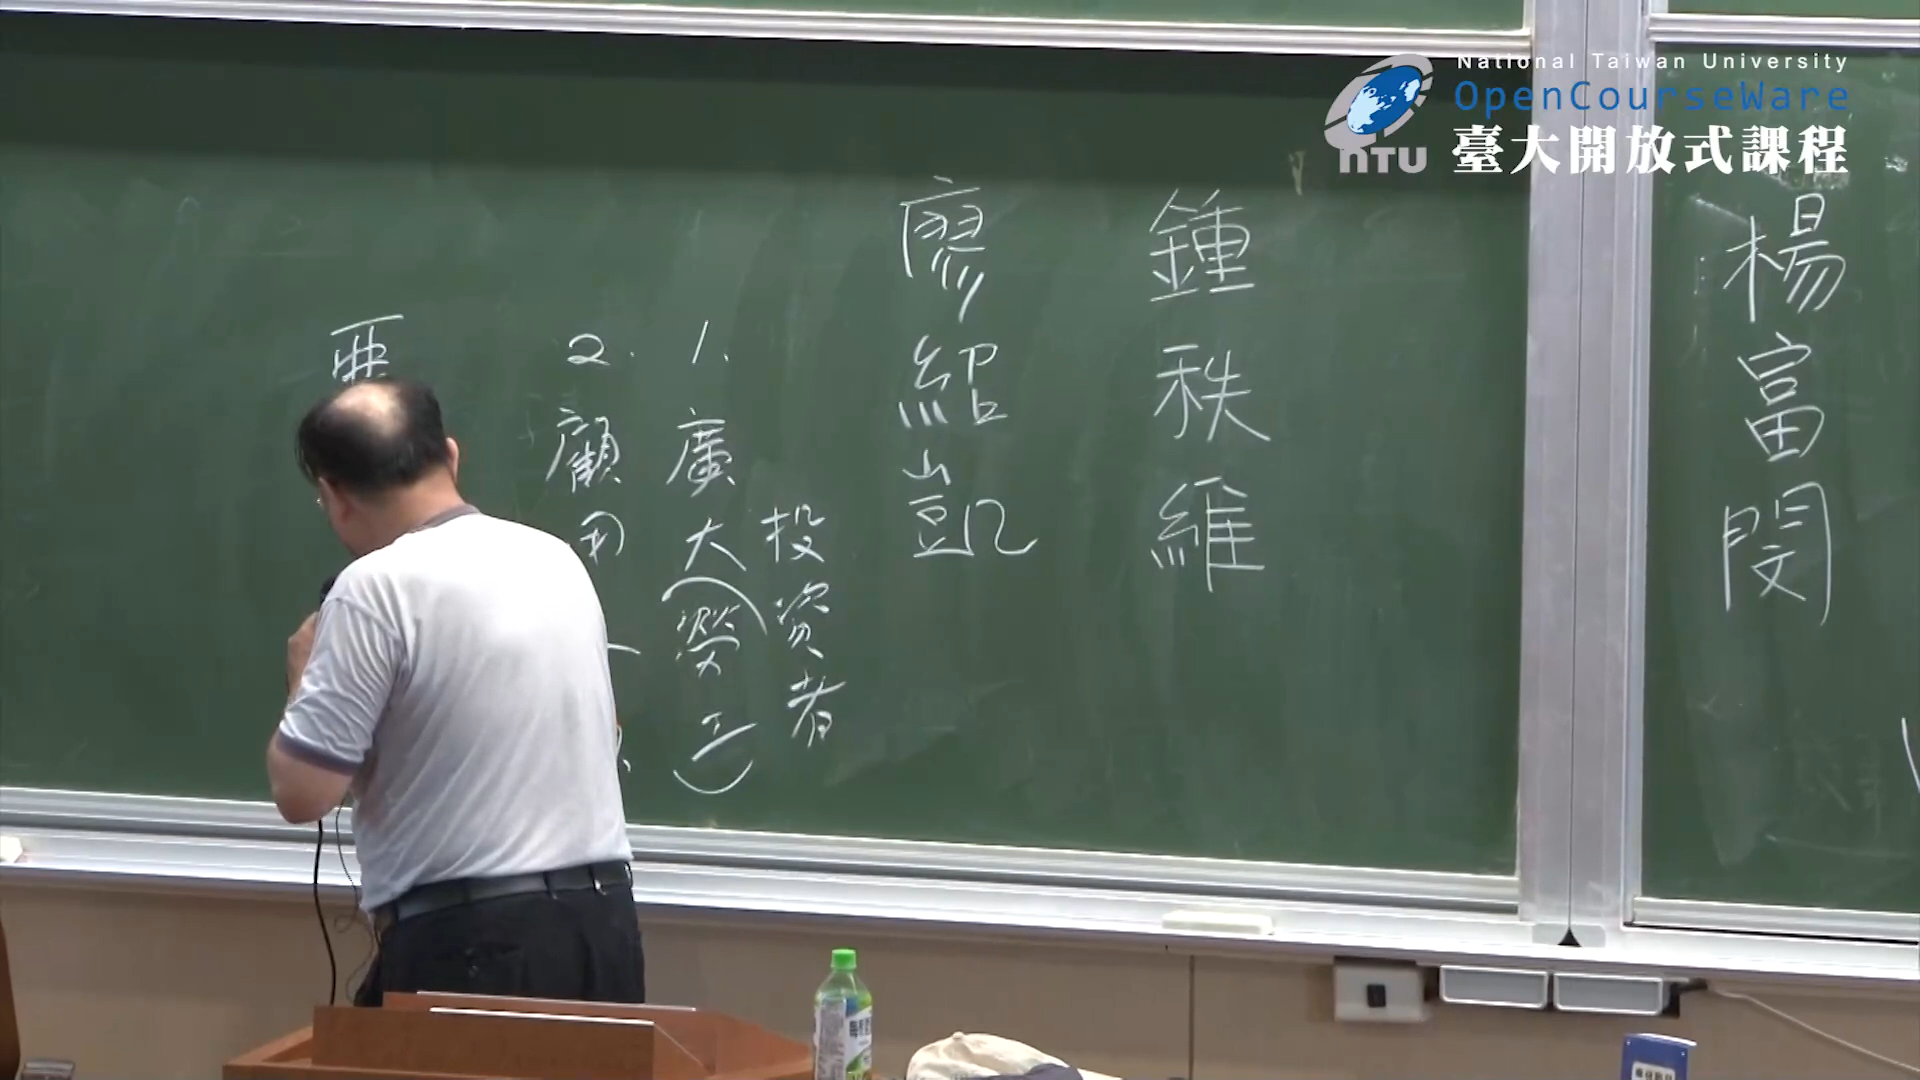 National Taiwan University
OpenCourseWare
NTU
臺大開放式課程
楊富閔
鍾秩維
廖紹凱
投資者
1.廣大(勞工)
2.顧用